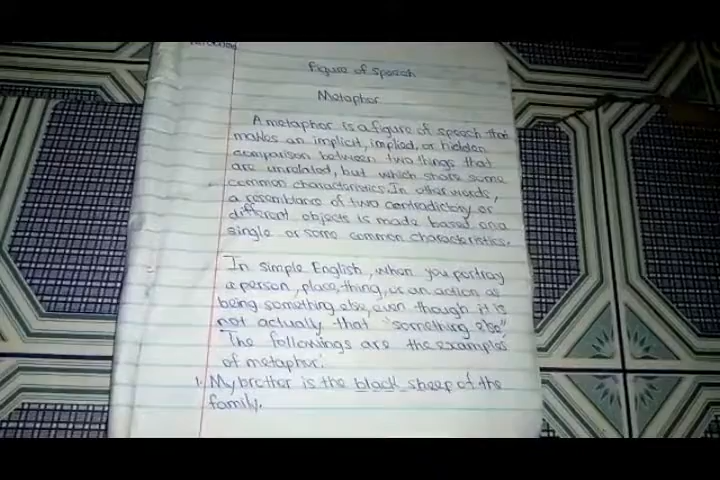 Figure of Speech
Metaphor
A metaphor is a figure of speech that
makes an implicit, implied, or hidden
comparison between two things that
are unrelated, but which share some
common characteristics. In other words,
a resemblance of two contradictory or
different objects is made based on a
single or some common characteristics.
In simple English, when you portray
a person, place, thing, or an action as
being something else, even though it is
not actually that "something else"
The followings are the examples
of metaphor:
1. My brother is the black sheep of the
family.